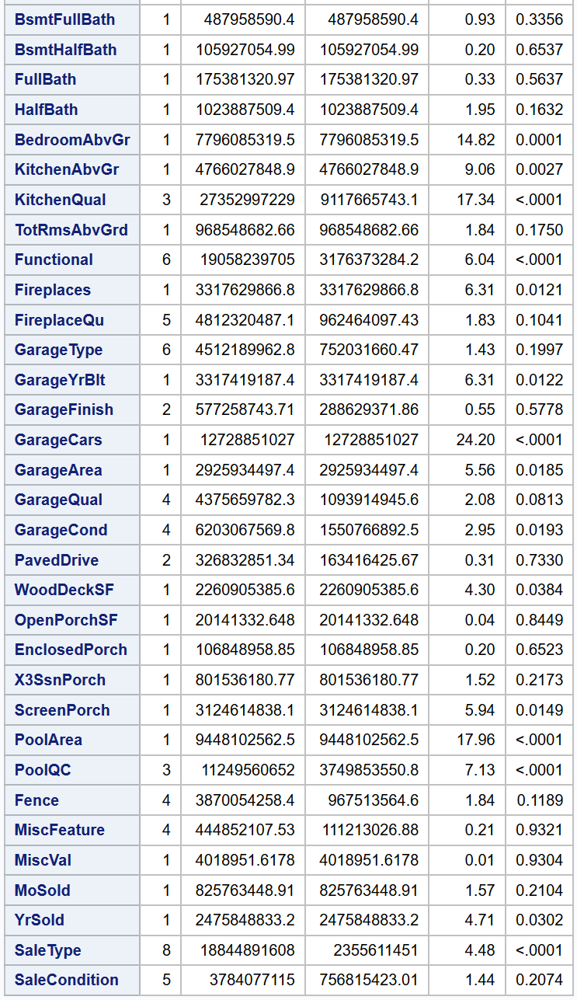 BsmtFullBath 1 487958590.4 487958590.4 0.93 0.3356
BsmtHalfBath 1 105927054.99 105927054.99 0.20 0.6537
FullBath 1 175381320.97 175381320.97 0.33 0.5637
HalfBath 1 1023887509.4 1023887509.4 1.95 0.1632
BedroomAbvGr 1 7796085319.5 7796085319.5 14.82 0.0001
KitchenAbvGr 1 4766027848.9 4766027848.9 9.06 0.0027
KitchenQual 3 27352997229 9117665743.1 17.34 <.0001
TotRmsAbvGrd 1 968548682.66 968548682.66 1.84 0.1750
Functional 6 19058239705 3176373284.2 6.04 <.0001
Fireplaces 1 3317629866.8 3317629866.8 6.31 0.0121
FireplaceQu 5 4812320487.1 962464097.43 1.83 0.1041
GarageType 6 4512189962.8 752031660.47 1.43 0.1997
GarageYrBlt 1 3317419187.4 3317419187.4 6.31 0.0122
GarageFinish 2 577258743.71 288629371.86 0.55 0.5778
GarageCars 1 12728851027 12728851027 24.20 <.0001
GarageArea 1 2925934497.4 2925934497.4 5.56 0.0185
GarageQual 4 4375659782.3 1093914945.6 2.08 0.0813
GarageCond 4 6203067569.8 1550766892.5 2.95 0.0193
PavedDrive 2 326832851.34 163416425.67 0.31 0.7330
WoodDeckSF 1 2260905385.6 2260905385.6 4.30 0.0384
OpenPorchSF 1 20141332.648 20141332.648 0.04 0.8449
EnclosedPorch 1 106848958.85 106848958.85 0.20 0.6523
X3SsnPorch 1 801536180.77 801536180.77 1.52 0.2173
ScreenPorch 1 3124614838.1 3124614838.1 5.94 0.0149
PoolArea 1 9448102562.5 9448102562.5 17.96 <.0001
PoolQC 3 11249560652 3749853550.8 7.13 <.0001
Fence 4 3870054258.4 967513564.6 1.84 0.1189
MiscFeature 4 444852107.53 111213026.88 0.21 0.9321
MiscVal 1 4018951.6178 4018951.6178 0.01 0.9304
MoSold 1 825763448.91 825763448.91 1.57 0.2104
YrSold 1 2475848833.2 2475848833.2 4.71 0.0302
SaleType 8 18844891608 2355611451 4.48 <.0001
SaleCondition 5 3784077115 756815423.01 1.44 0.2074